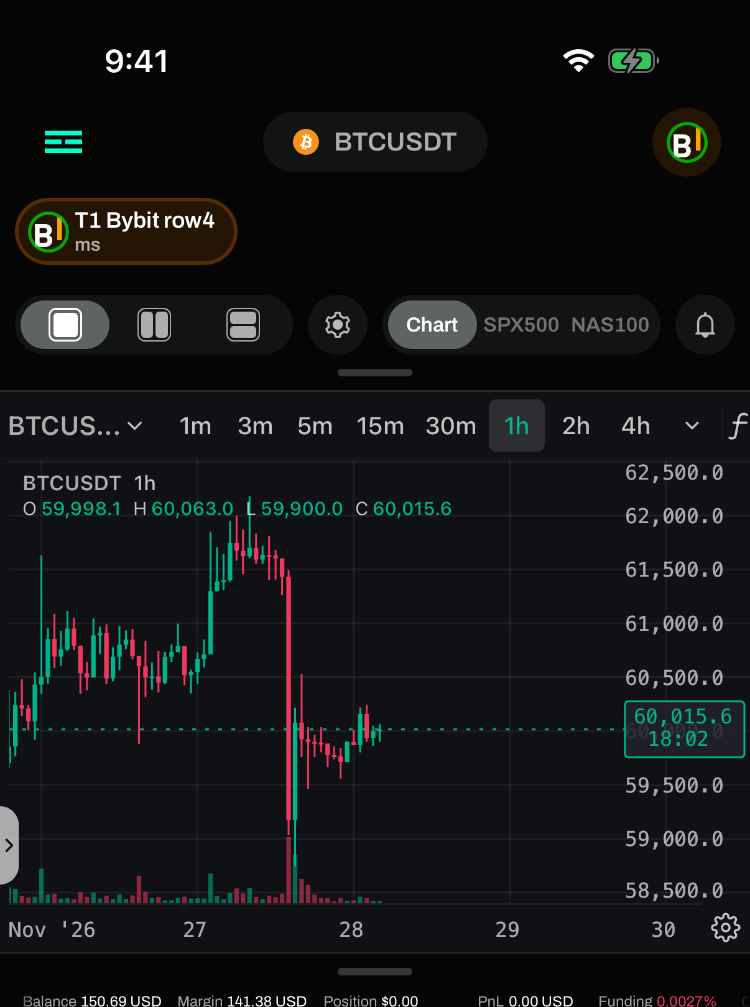 9:41
BTCUSDT
T1 Bybit row4
ms
Chart SPX500 NAS100
BTCUS... 1m 3m 5m 15m 30m 1h 2h 4h f
BTCUSDT 1h
O 59,998.1 H 60,063.0 L 59,900.0 C 60,015.6
62,500.0
62,000.0
61,500.0
61,000.0
60,500.0
60,015.6
18:02
59,500.0
59,000.0
58,500.0
Nov '26 27 28 29 30
Balance 150.69 USD Margin 141.38 USD Position $0.00 PnL 0.00 USD Funding 0.0027%